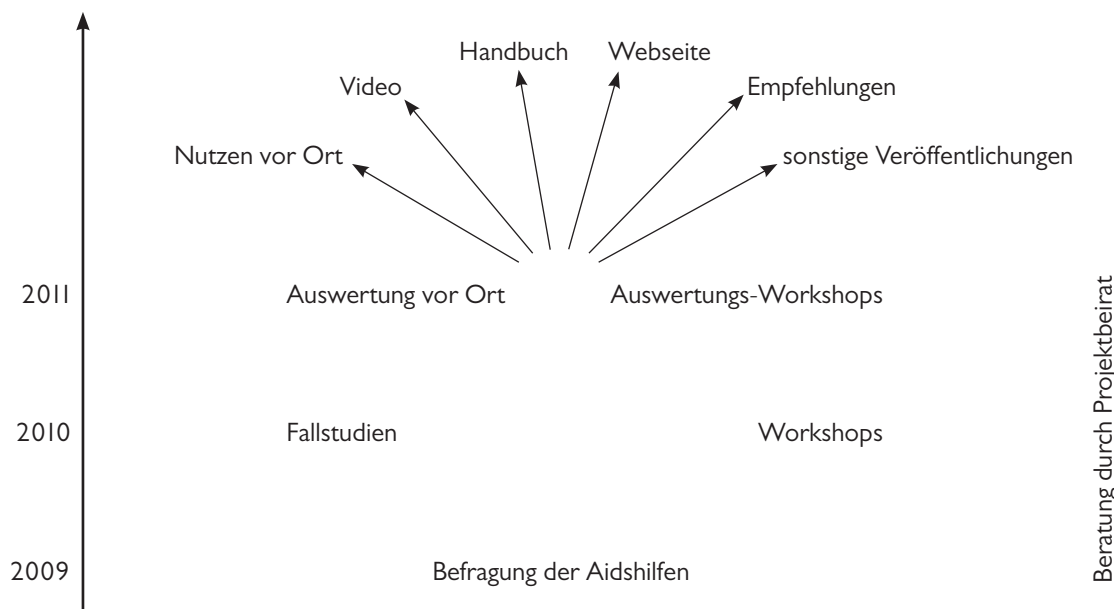 Handbuch Webseite
Video Empfehlungen
Nutzen vor Ort sonstige Veröffentlichungen
2011 Auswertung vor Ort Auswertungs-Workshops
2010 Fallstudien Workshops
2009 Befragung der Aidshilfen
Beratung durch Projektbeirat